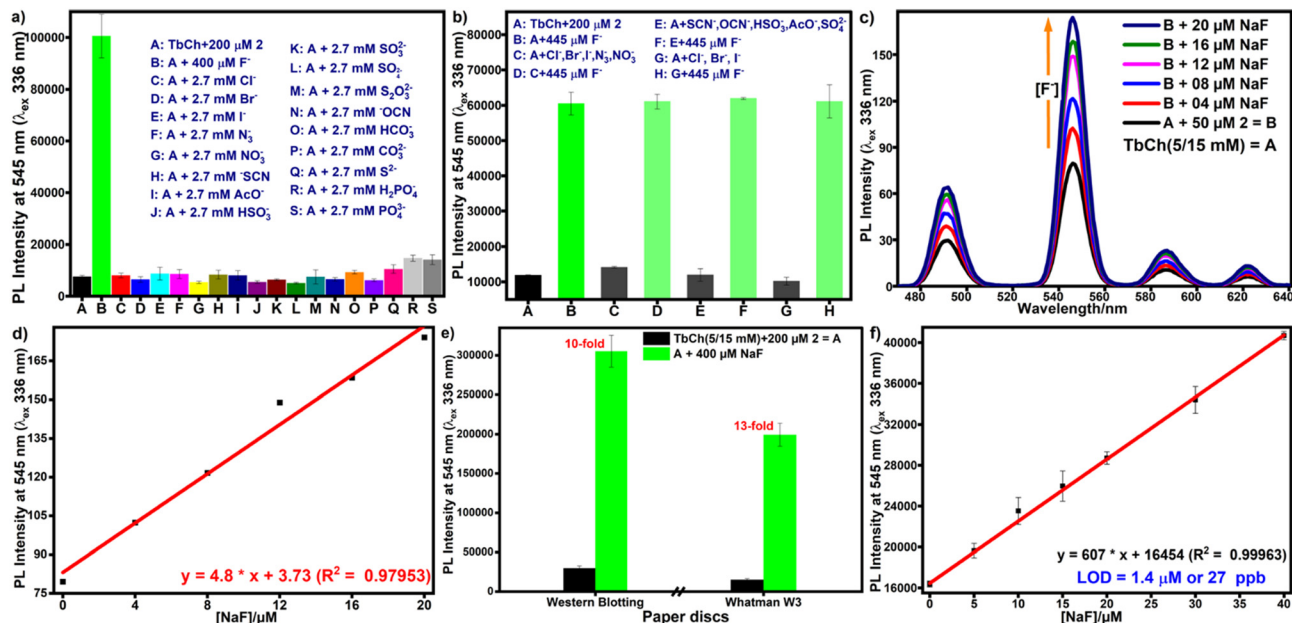 a)
PL Intensity at 545 nm (λex 336 nm)
100000
80000
60000
40000
20000
0
A: TbCh+200 μM 2
B: A + 400 μM F⁻
C: A + 2.7 mM Cl⁻
D: A + 2.7 mM Br⁻
E: A + 2.7 mM I⁻
F: A + 2.7 mM N₃⁻
G: A + 2.7 mM NO₃⁻
H: A + 2.7 mM ⁻SCN
I: A + 2.7 mM AcO⁻
J: A + 2.7 mM HSO₃⁻
K: A + 2.7 mM SO₃²⁻
L: A + 2.7 mM SO₄²⁻
M: A + 2.7 mM S₂O₃²⁻
N: A + 2.7 mM ⁻OCN
O: A + 2.7 mM HCO₃⁻
P: A + 2.7 mM CO₃²⁻
Q: A + 2.7 mM S²⁻
R: A + 2.7 mM H₂PO₄⁻
S: A + 2.7 mM PO₄³⁻
A B C D E F G H I J K L M N O P Q R S
b)
PL Intensity at 545 nm (λex 336 nm)
90000
80000
70000
60000
50000
40000
30000
20000
10000
0
A: TbCh+200 μM 2
B: A+445 μM F⁻
C: A+Cl⁻,Br⁻,I⁻,N₃⁻,NO₃⁻
D: C+445 μM F⁻
E: A+SCN⁻,OCN⁻,HSO₃⁻,AcO⁻,SO₄²⁻
F: E+445 μM F⁻
G: A+Cl⁻, Br⁻, I⁻
H: G+445 μM F⁻
A B C D E F G H
c)
PL Intensity (λex 336 nm)
150
120
90
60
30
0
[F⁻]
B + 20 μM NaF
B + 16 μM NaF
B + 12 μM NaF
B + 08 μM NaF
B + 04 μM NaF
A + 50 μM 2 = B
TbCh(5/15 mM) = A
480 500 520 540 560 580 600 620 640
Wavelength/nm
d)
PL Intensity at 545 nm (λex 336 nm)
165
150
135
120
105
90
75
y = 4.8 * x + 3.73 (R² = 0.97953)
0 4 8 12 16 20
[NaF]/μM
e)
PL Intensity at 545 nm (λex 336 nm)
300000
250000
200000
150000
100000
50000
0
TbCh(5/15 mM)+200 μM 2 = A
A + 400 μM NaF
10-fold
13-fold
Western Blotting Whatman W3
Paper discs
f)
PL Intensity at 545 nm (λex 336 nm)
40000
36000
32000
28000
24000
20000
16000
y = 607 * x + 16454 (R² = 0.99963)
LOD = 1.4 μM or 27 ppb
0 5 10 15 20 25 30 35 40
[NaF]/μM